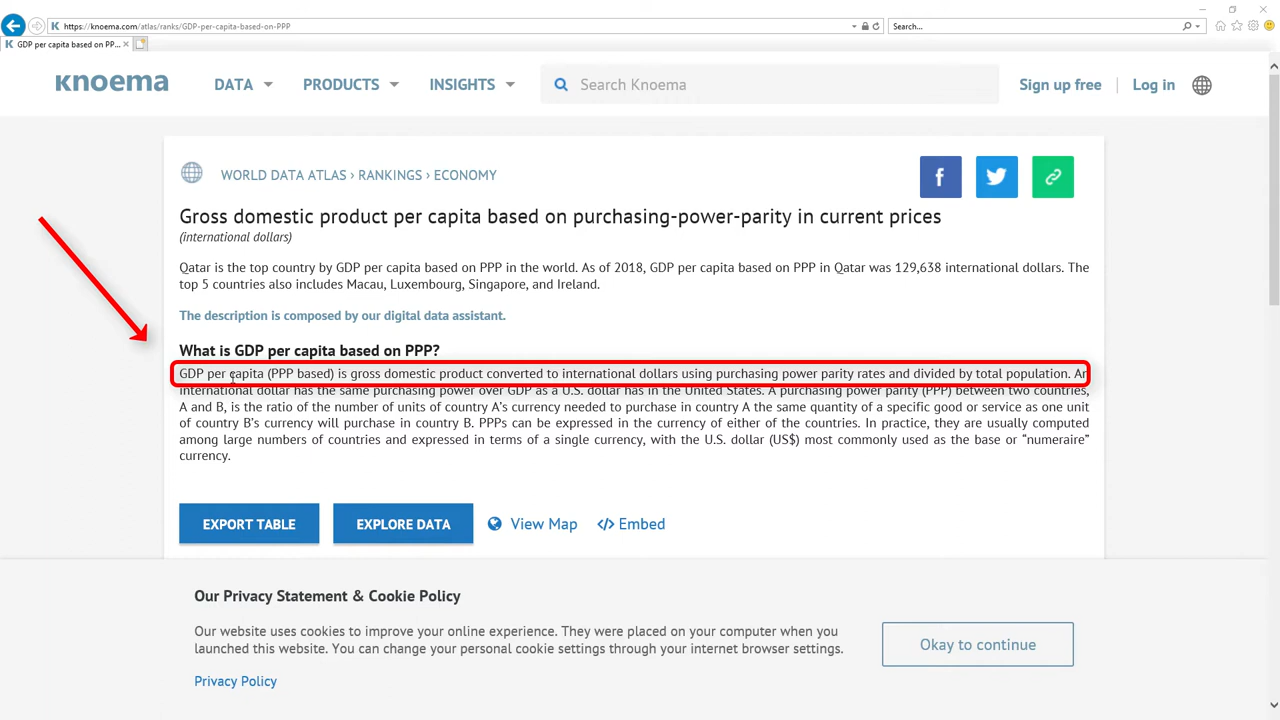 https://knoema.com/atlas/ranks/GDP-per-capita-based-on-PPP
Search...
K GDP per capita based on PP...
knoema
DATA
PRODUCTS
INSIGHTS
Search Knoema
Sign up free
Log in
WORLD DATA ATLAS › RANKINGS › ECONOMY
Gross domestic product per capita based on purchasing-power-parity in current prices
(international dollars)
Qatar is the top country by GDP per capita based on PPP in the world. As of 2018, GDP per capita based on PPP in Qatar was 129,638 international dollars. The
top 5 countries also includes Macau, Luxembourg, Singapore, and Ireland.
The description is composed by our digital data assistant.
What is GDP per capita based on PPP?
GDP per capita (PPP based) is gross domestic product converted to international dollars using purchasing power parity rates and divided by total population. An
international dollar has the same purchasing power over GDP as a U.S. dollar has in the United States. A purchasing power parity (PPP) between two countries,
A and B, is the ratio of the number of units of country A’s currency needed to purchase in country A the same quantity of a specific good or service as one unit
of country B’s currency will purchase in country B. PPPs can be expressed in the currency of either of the countries. In practice, they are usually computed
among large numbers of countries and expressed in terms of a single currency, with the U.S. dollar (US$) most commonly used as the base or “numeraire”
currency.
EXPORT TABLE
EXPLORE DATA
View Map
</> Embed
Our Privacy Statement & Cookie Policy
Our website uses cookies to improve your online experience. They were placed on your computer when you
launched this website. You can change your personal cookie settings through your internet browser settings.
Okay to continue
Privacy Policy